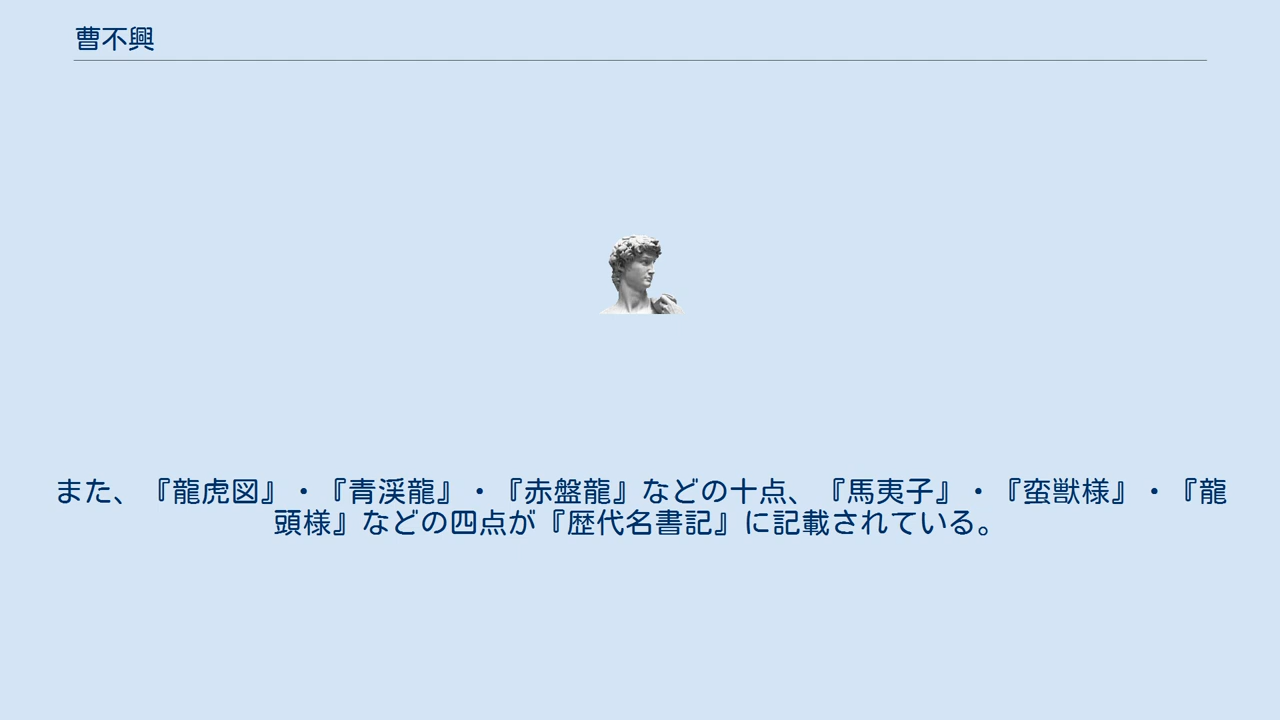 曹不興
また、『龍虎図』・『青渓龍』・『赤盤龍』などの十点、『馬夷子』・『蛮獣様』・『龍
頭様』などの四点が『歴代名書記』に記載されている。